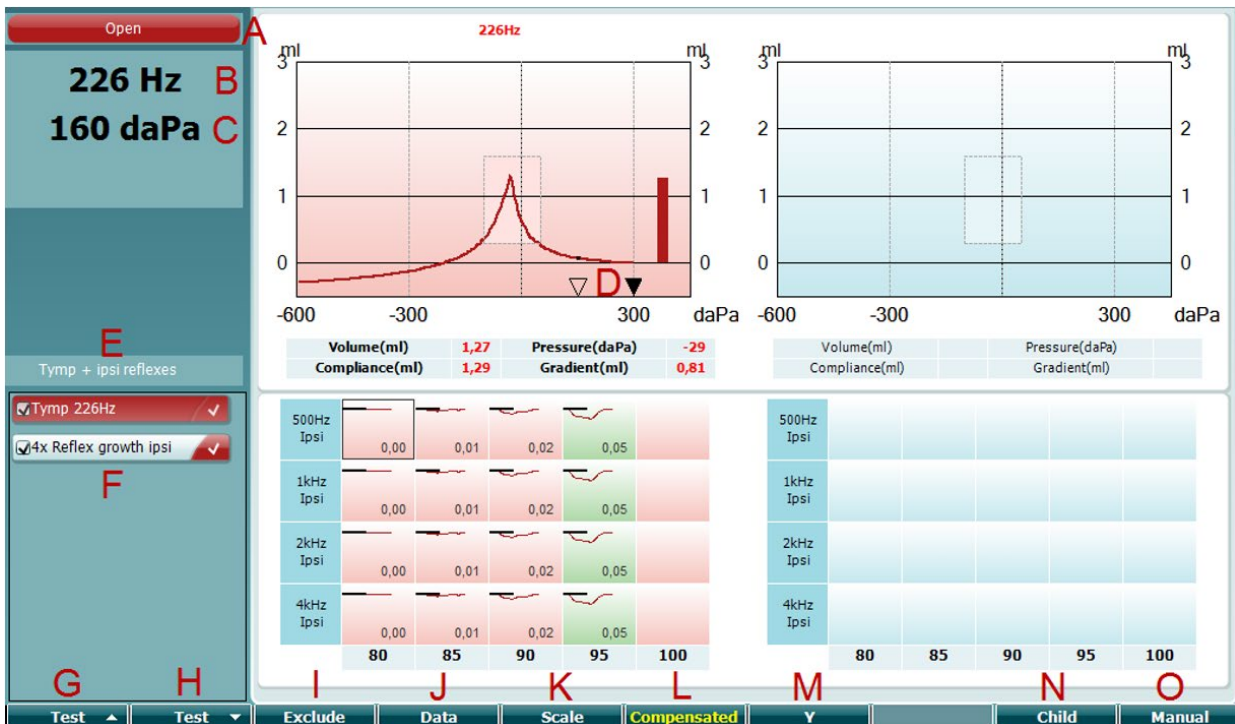 Open
A
226 Hz
B
160 daPa
C
E
Tymp + ipsi reflexes
Tymp 226Hz
4x Reflex growth ipsi
F
G
H
226Hz
ml
ml
3
3
2
2
1
1
0
0
D
-600
-300
300
daPa
Volume(ml) 1,27 Pressure(daPa) -29
Compliance(ml) 1,29 Gradient(ml) 0,81
ml
ml
3
3
2
2
1
1
0
0
-600
-300
300
daPa
Volume(ml) Pressure(daPa)
Compliance(ml) Gradient(ml)
500Hz
Ipsi
0,00 0,01 0,02 0,05
1kHz
Ipsi
0,00 0,01 0,02 0,05
2kHz
Ipsi
0,00 0,01 0,02 0,05
4kHz
Ipsi
0,00 0,01 0,02 0,05
80 85 90 95 100
500Hz
Ipsi
1kHz
Ipsi
2kHz
Ipsi
4kHz
Ipsi
80 85 90 95 100
I J K L M N O
Test Test Exclude Data Scale Compensated Y Child Manual